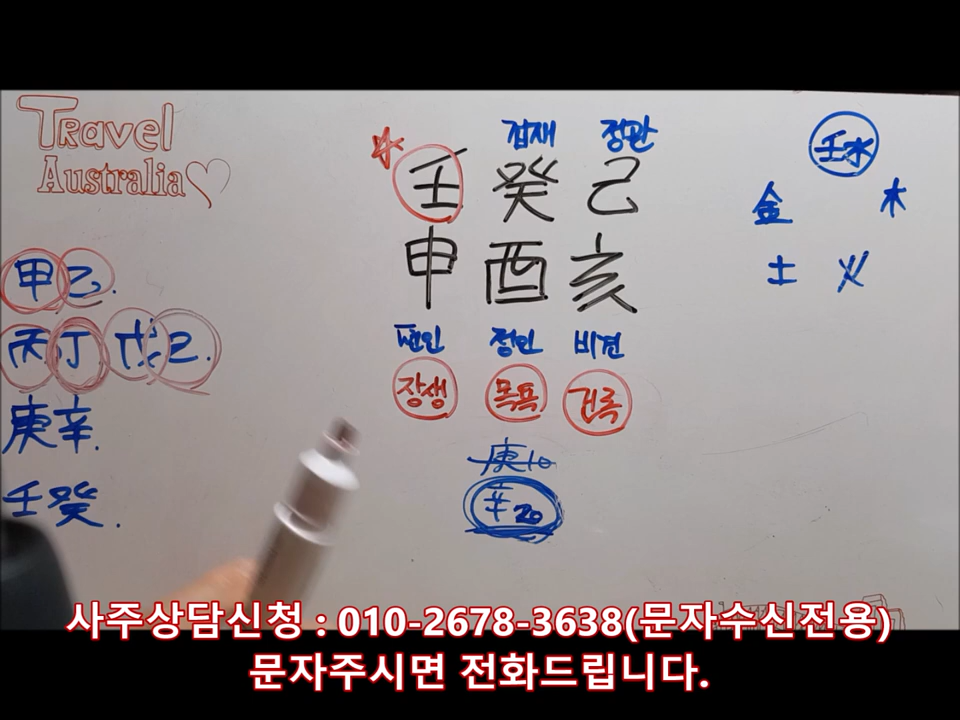 Travel
Australia
水
겁재 정관
壬 癸 己
申 酉 亥
편인 정인 비견
장생 목욕 건록
庚10
辛20
甲乙.
丙丁 戊己.
庚辛.
壬癸.
壬水
金 木
土 火
사주상담신청 : 010-2678-3638(문자수신전용)
문자주시면 전화드립니다.